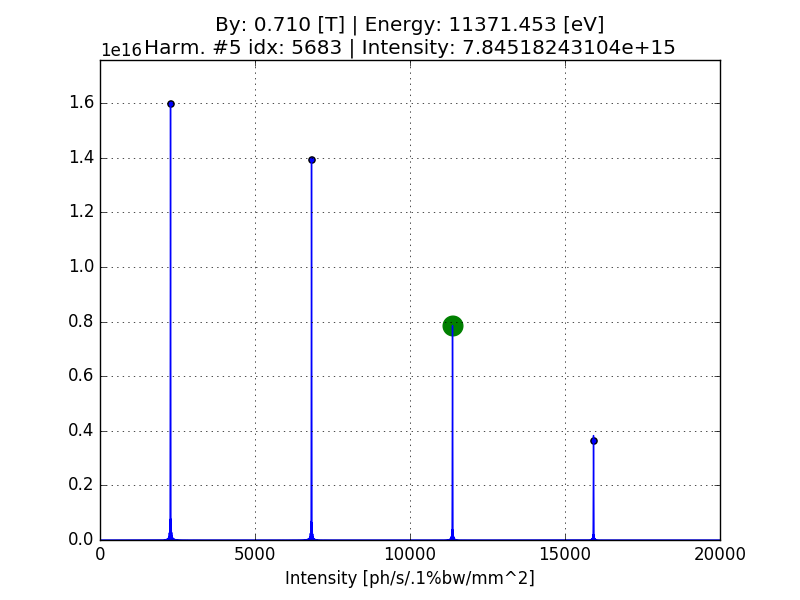 By: 0.710 [T] | Energy: 11371.453 [eV]
1e16 Harm. #5 idx: 5683 | Intensity: 7.84518243104e+15
1.6
1.4
1.2
1.0
0.8
0.6
0.4
0.2
0.0
0 5000 10000 15000 20000
Intensity [ph/s/.1%bw/mm^2]